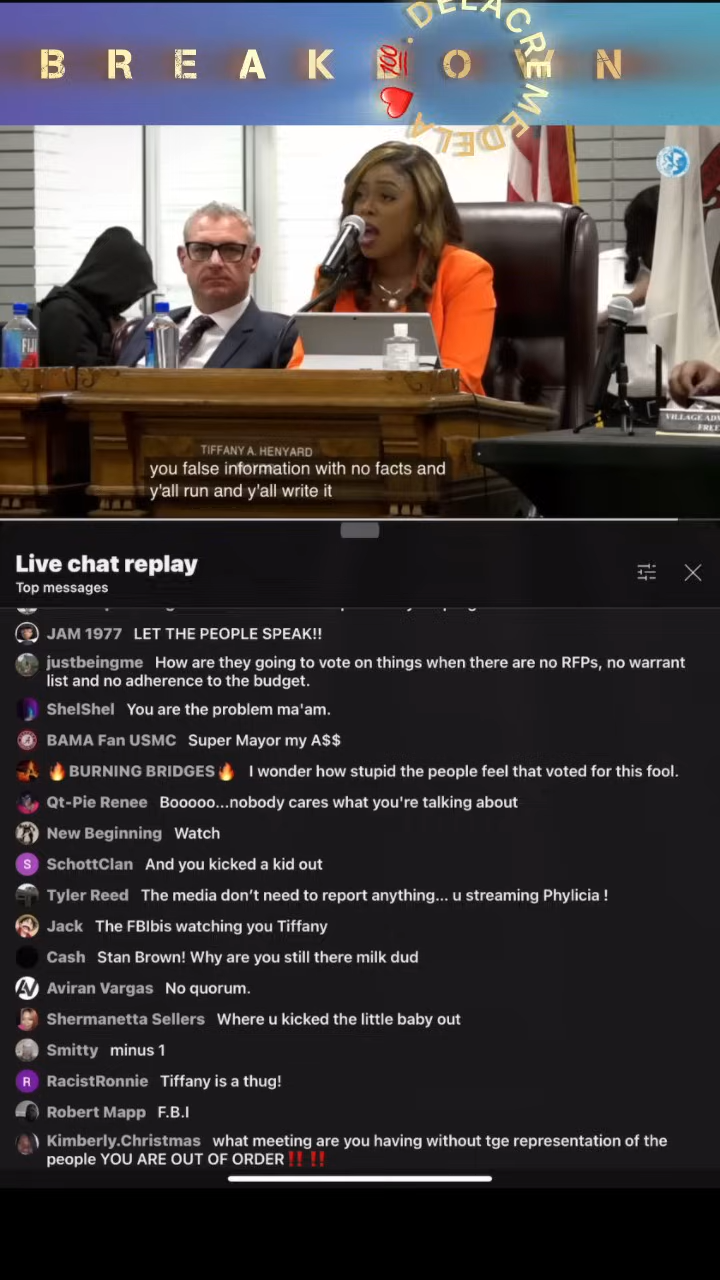 BREAKDOWN
DELACREMEDELA
100
FIJI
TIFFANY A. HENYARD
VILLAGE
you false information with no facts and
y'all run and y'all write it
Live chat replay
Top messages
JAM 1977 LET THE PEOPLE SPEAK!!
justbeingme How are they going to vote on things when there are no RFPs, no warrant
list and no adherence to the budget.
ShelShel You are the problem ma'am.
BAMA Fan USMC Super Mayor my A$$
🔥BURNING BRIDGES🔥 I wonder how stupid the people feel that voted for this fool.
Qt-Pie Renee Booooo...nobody cares what you're talking about
New Beginning Watch
S SchottClan And you kicked a kid out
Tyler Reed The media don’t need to report anything... u streaming Phylicia !
Jack The FBIbis watching you Tiffany
Cash Stan Brown! Why are you still there milk dud
Aviran Vargas No quorum.
Shermanetta Sellers Where u kicked the little baby out
Smitty minus 1
R RacistRonnie Tiffany is a thug!
Robert Mapp F.B.I
Kimberly.Christmas what meeting are you having without tge representation of the
people YOU ARE OUT OF ORDER‼️ ‼️